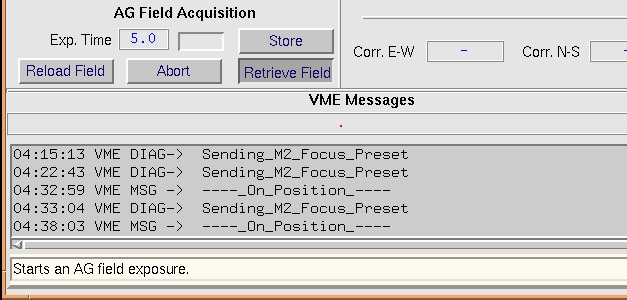 AG Field Acquisition
Exp. Time 5.0 Store
Corr. E-W - Corr. N-S -
Reload Field Abort Retrieve Field
VME Messages
.
04:15:13 VME DIAG-> Sending_M2_Focus_Preset
04:22:43 VME DIAG-> Sending_M2_Focus_Preset
04:32:59 VME MSG -> ----_On_Position_----
04:33:04 VME DIAG-> Sending_M2_Focus_Preset
04:38:03 VME MSG -> ----_On_Position_----
Starts an AG field exposure.